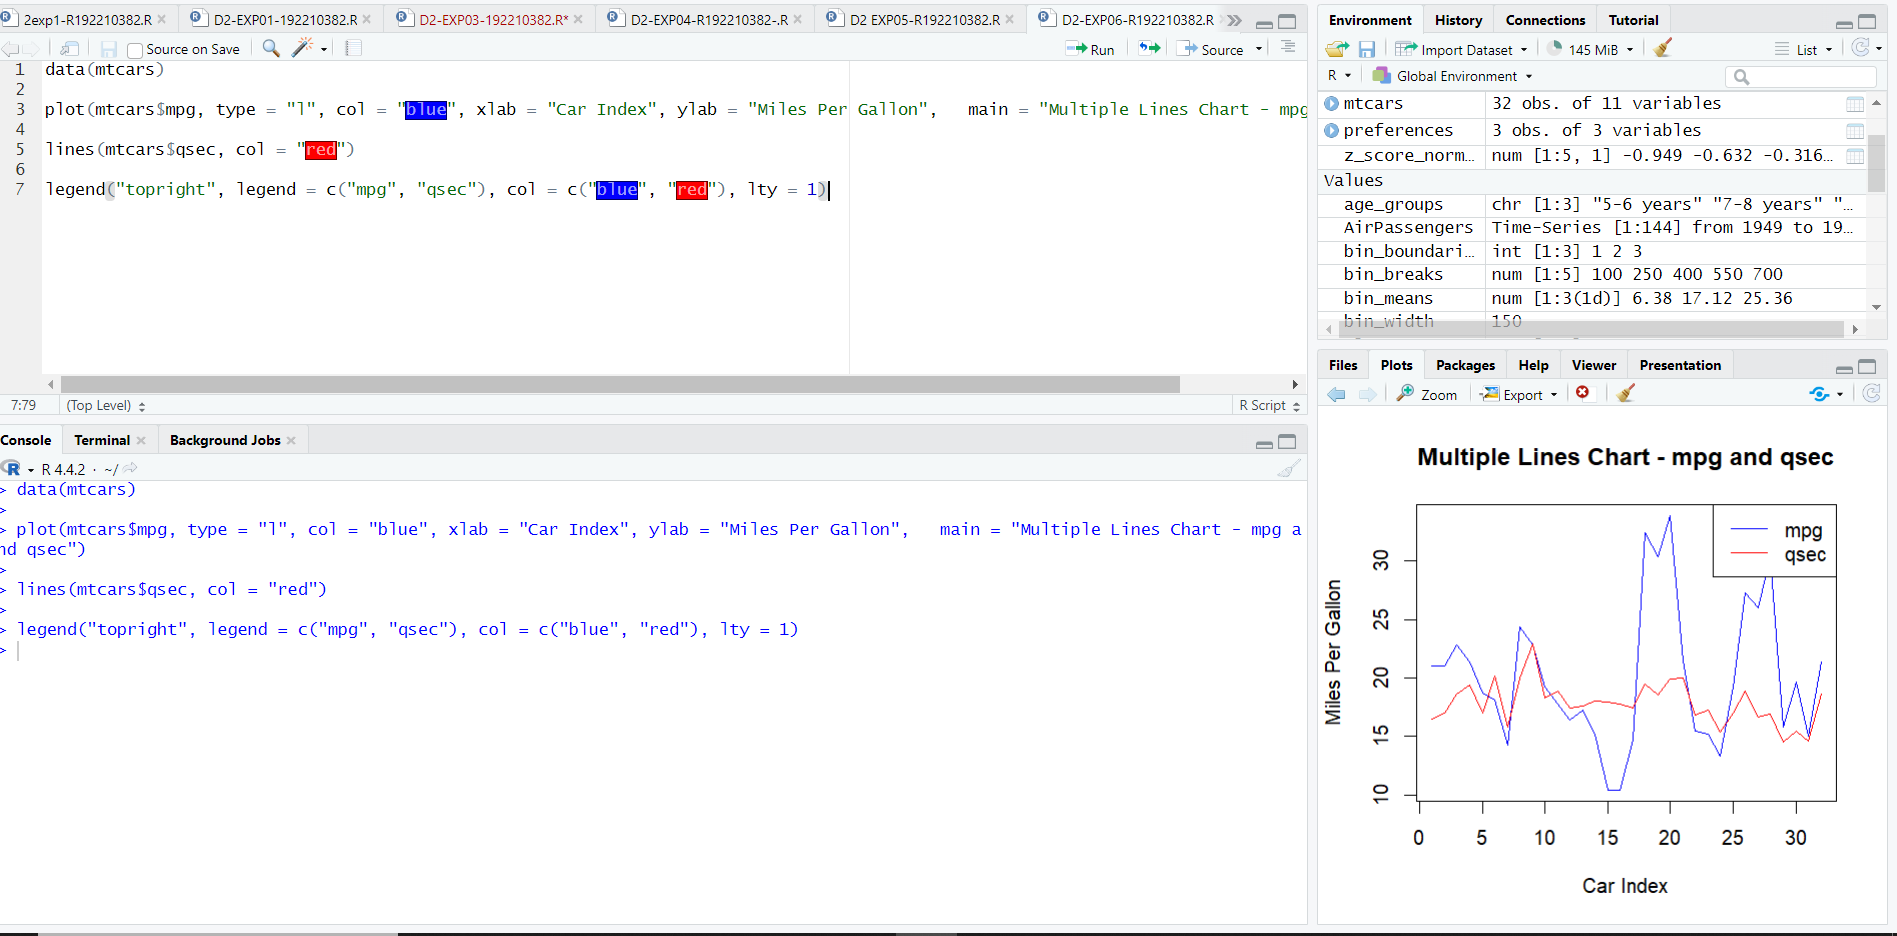 2exp1-R192210382.R
D2-EXP01-192210382.R
D2-EXP03-192210382.R*
D2-EXP04-R192210382-.R
D2 EXP05-R192210382.R
D2-EXP06-R192210382.R
Source on Save
Run
Source
1 data(mtcars)
2
3 plot(mtcars$mpg, type = "l", col = "blue", xlab = "Car Index", ylab = "Miles Per Gallon",   main = "Multiple Lines Chart - mpg
4
5 lines(mtcars$qsec, col = "red")
6
7 legend("topright", legend = c("mpg", "qsec"), col = c("blue", "red"), lty = 1)
7:79
(Top Level)
R Script
Console
Terminal
Background Jobs
R 4.4.2 · ~/
> data(mtcars)
>
> plot(mtcars$mpg, type = "l", col = "blue", xlab = "Car Index", ylab = "Miles Per Gallon",   main = "Multiple Lines Chart - mpg a
nd qsec")
>
> lines(mtcars$qsec, col = "red")
>
> legend("topright", legend = c("mpg", "qsec"), col = c("blue", "red"), lty = 1)
>
Environment
History
Connections
Tutorial
Import Dataset
145 MiB
List
R
Global Environment
mtcars 32 obs. of 11 variables
preferences 3 obs. of 3 variables
z_score_norm… num [1:5, 1] -0.949 -0.632 -0.316…
Values
age_groups chr [1:3] "5-6 years" "7-8 years" "…
AirPassengers Time-Series [1:144] from 1949 to 19…
bin_boundari… int [1:3] 1 2 3
bin_breaks num [1:5] 100 250 400 550 700
bin_means num [1:3(1d)] 6.38 17.12 25.36
bin_width 150
Files
Plots
Packages
Help
Viewer
Presentation
Zoom
Export
Multiple Lines Chart - mpg and qsec
mpg
qsec
Miles Per Gallon
30
25
20
15
10
0 5 10 15 20 25 30
Car Index